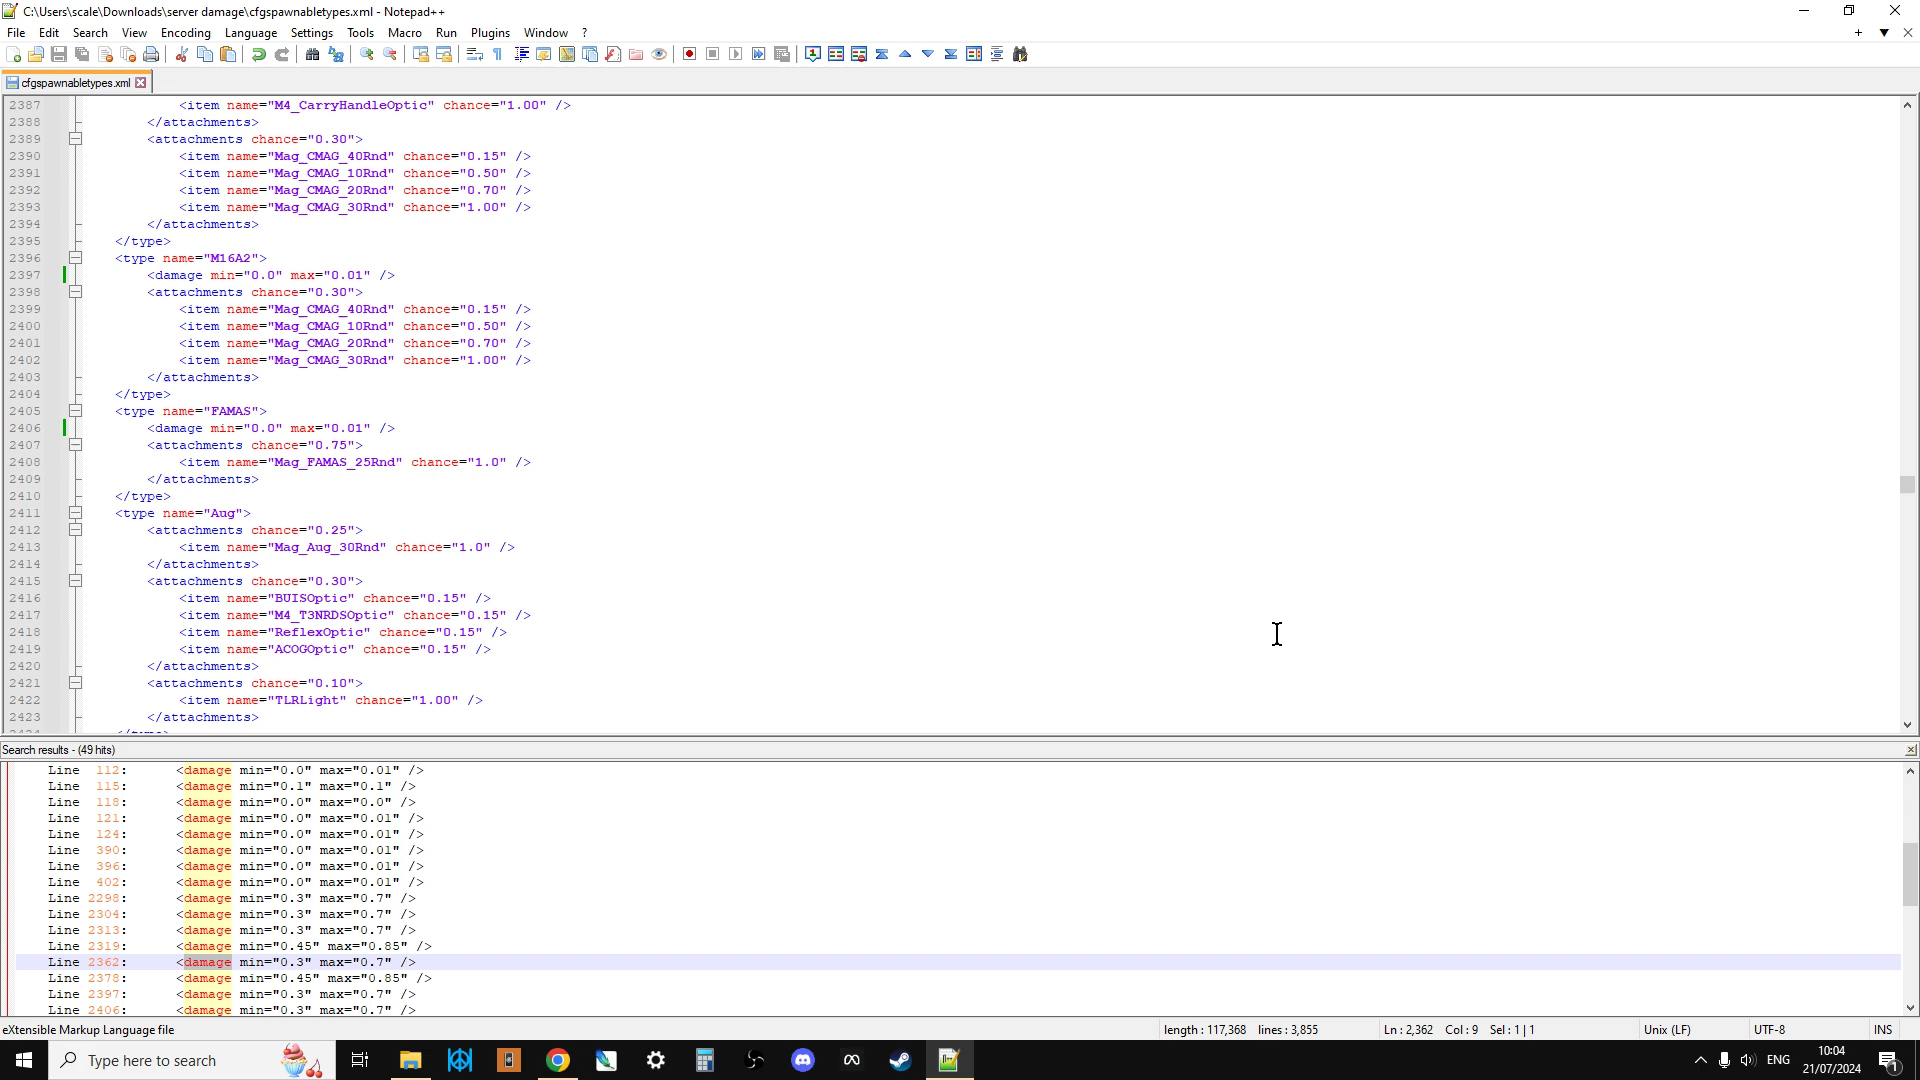 C:\Users\scale\Downloads\server damage\cfgspawnabletypes.xml - Notepad++
File Edit Search View Encoding Language Settings Tools Macro Run Plugins Window ?
cfgspawnabletypes.xml
2387 <item name="M4_CarryHandleOptic" chance="1.00" />
2388 </attachments>
2389 <attachments chance="0.30">
2390 <item name="Mag_CMAG_40Rnd" chance="0.15" />
2391 <item name="Mag_CMAG_10Rnd" chance="0.50" />
2392 <item name="Mag_CMAG_20Rnd" chance="0.70" />
2393 <item name="Mag_CMAG_30Rnd" chance="1.00" />
2394 </attachments>
2395 </type>
2396 <type name="M16A2">
2397 <damage min="0.0" max="0.01" />
2398 <attachments chance="0.30">
2399 <item name="Mag_CMAG_40Rnd" chance="0.15" />
2400 <item name="Mag_CMAG_10Rnd" chance="0.50" />
2401 <item name="Mag_CMAG_20Rnd" chance="0.70" />
2402 <item name="Mag_CMAG_30Rnd" chance="1.00" />
2403 </attachments>
2404 </type>
2405 <type name="FAMAS">
2406 <damage min="0.0" max="0.01" />
2407 <attachments chance="0.75">
2408 <item name="Mag_FAMAS_25Rnd" chance="1.0" />
2409 </attachments>
2410 </type>
2411 <type name="Aug">
2412 <attachments chance="0.25">
2413 <item name="Mag_Aug_30Rnd" chance="1.0" />
2414 </attachments>
2415 <attachments chance="0.30">
2416 <item name="BUISOptic" chance="0.15" />
2417 <item name="M4_T3NRDSOptic" chance="0.15" />
2418 <item name="ReflexOptic" chance="0.15" />
2419 <item name="ACOGOptic" chance="0.15" />
2420 </attachments>
2421 <attachments chance="0.10">
2422 <item name="TLRLight" chance="1.00" />
2423 </attachments>
Search results - (49 hits)
Line 112: <damage min="0.0" max="0.01" />
Line 115: <damage min="0.1" max="0.1" />
Line 118: <damage min="0.0" max="0.0" />
Line 121: <damage min="0.0" max="0.01" />
Line 124: <damage min="0.0" max="0.01" />
Line 390: <damage min="0.0" max="0.01" />
Line 396: <damage min="0.0" max="0.01" />
Line 402: <damage min="0.0" max="0.01" />
Line 2298: <damage min="0.3" max="0.7" />
Line 2304: <damage min="0.3" max="0.7" />
Line 2313: <damage min="0.3" max="0.7" />
Line 2319: <damage min="0.45" max="0.85" />
Line 2362: <damage min="0.3" max="0.7" />
Line 2378: <damage min="0.45" max="0.85" />
Line 2397: <damage min="0.3" max="0.7" />
Line 2406: <damage min="0.3" max="0.7" />
eXtensible Markup Language file length : 117,368 lines : 3,855 Ln : 2,362 Col : 9 Sel : 1 | 1 Unix (LF) UTF-8 INS
Type here to search ENG 10:04 1
21/07/2024